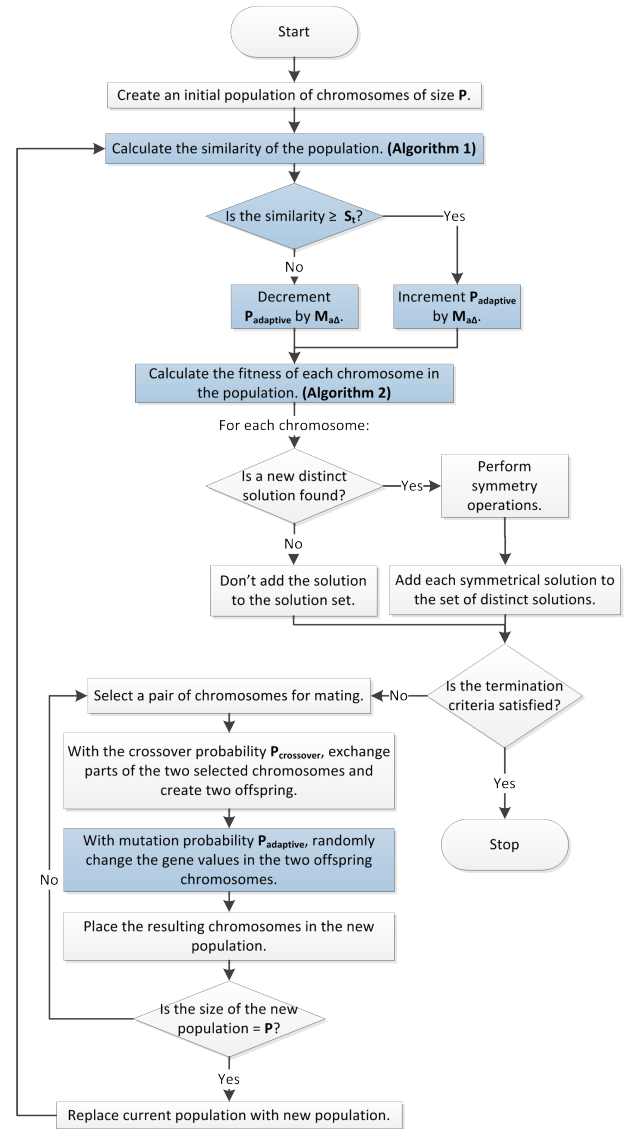 Start
Create an initial population of chromosomes of size P.
Calculate the similarity of the population. (Algorithm 1)
Is the similarity ≥ St?
Yes
No
Decrement
Padaptive by MaΔ.
Increment Padaptive
by MaΔ.
Calculate the fitness of each chromosome in
the population. (Algorithm 2)
For each chromosome:
Is a new distinct
solution found?
Yes
Perform
symmetry
operations.
No
Don't add the solution
to the solution set.
Add each symmetrical solution to
the set of distinct solutions.
Is the termination
criteria satisfied?
No
Select a pair of chromosomes for mating.
With the crossover probability Pcrossover, exchange
parts of the two selected chromosomes and
create two offspring.
Yes
Stop
With mutation probability Padaptive, randomly
change the gene values in the two offspring
chromosomes.
No
Place the resulting chromosomes in the new
population.
Is the size of the new
population = P?
Yes
Replace current population with new population.